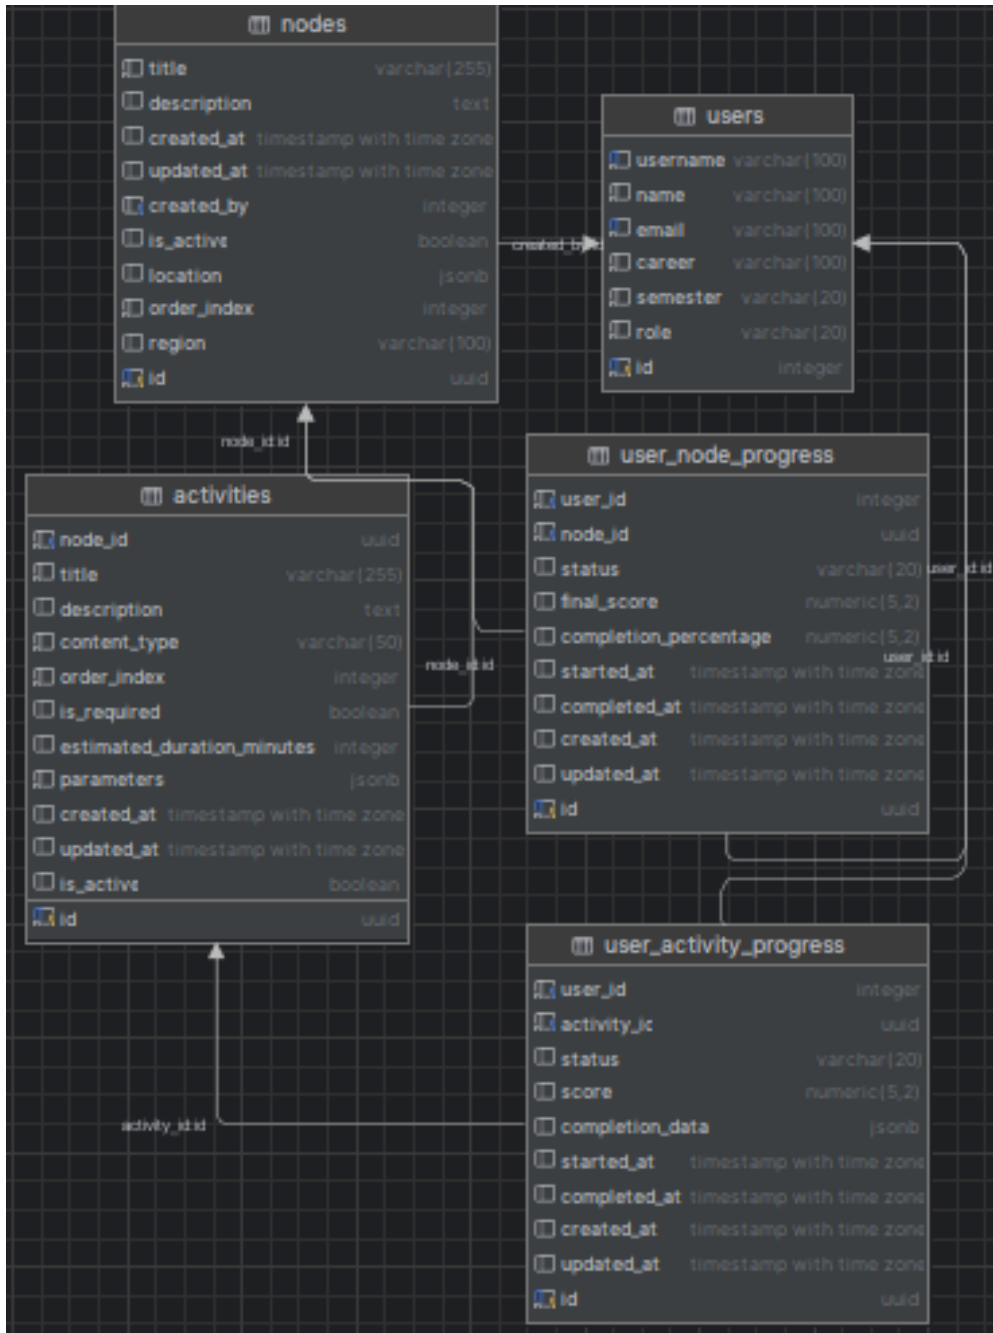 nodes
title varchar(255)
description text
created_at timestamp with time zone
updated_at timestamp with time zone
created_by integer
is_active boolean
location jsonb
order_index integer
region varchar(100)
id uuid
created_by:id
users
username varchar(100)
name varchar(100)
email varchar(100)
career varchar(100)
semester varchar(20)
role varchar(20)
id integer
node_id:id
activities
node_id uuid
title varchar(255)
description text
content_type varchar(50)
order_index integer
is_required boolean
estimated_duration_minutes integer
parameters jsonb
created_at timestamp with time zone
updated_at timestamp with time zone
is_active boolean
id uuid
node_id:id
user_node_progress
user_id integer
node_id uuid
status varchar(20)
final_score numeric(5,2)
completion_percentage numeric(5,2)
started_at timestamp with time zone
completed_at timestamp with time zone
created_at timestamp with time zone
updated_at timestamp with time zone
id uuid
user_id:id
user_id:id
activity_id:id
user_activity_progress
user_id integer
activity_ic uuid
status varchar(20)
score numeric(5,2)
completion_data jsonb
started_at timestamp with time zone
completed_at timestamp with time zone
created_at timestamp with time zone
updated_at timestamp with time zone
id uuid